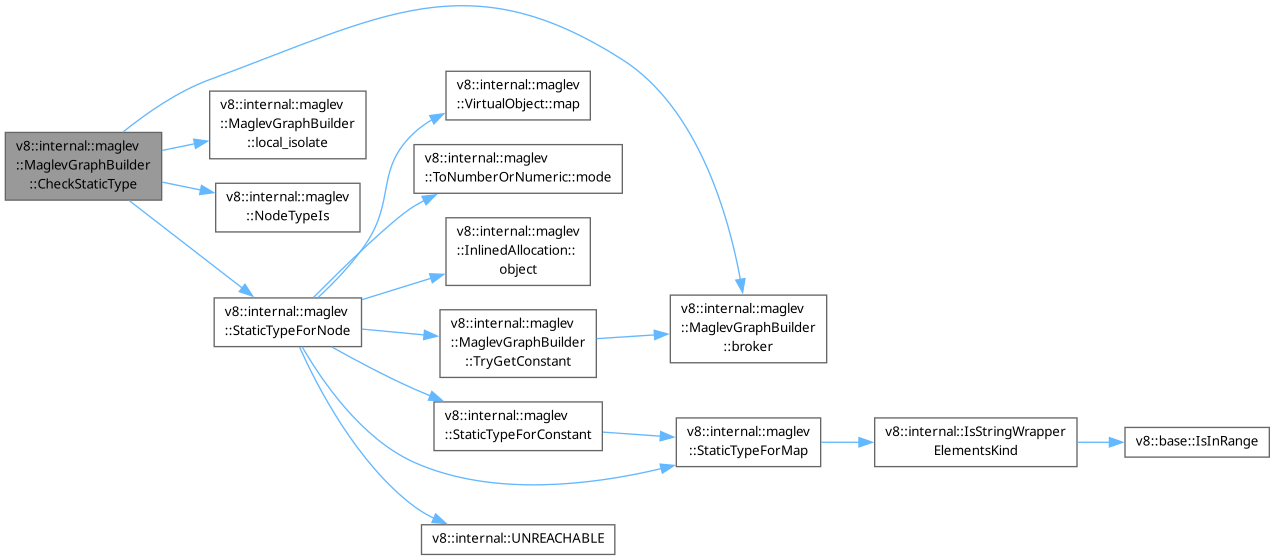 v8::internal::maglev
::MaglevGraphBuilder
::CheckStaticType
v8::internal::maglev
::MaglevGraphBuilder
::local_isolate
v8::internal::maglev
::NodeTypeIs
v8::internal::maglev
::StaticTypeForNode
v8::internal::maglev
::VirtualObject::map
v8::internal::maglev
::ToNumberOrNumeric::mode
v8::internal::maglev
::InlinedAllocation::
object
v8::internal::maglev
::MaglevGraphBuilder
::TryGetConstant
v8::internal::maglev
::StaticTypeForConstant
v8::internal::UNREACHABLE
v8::internal::maglev
::MaglevGraphBuilder
::broker
v8::internal::maglev
::StaticTypeForMap
v8::internal::IsStringWrapper
ElementsKind
v8::base::IsInRange